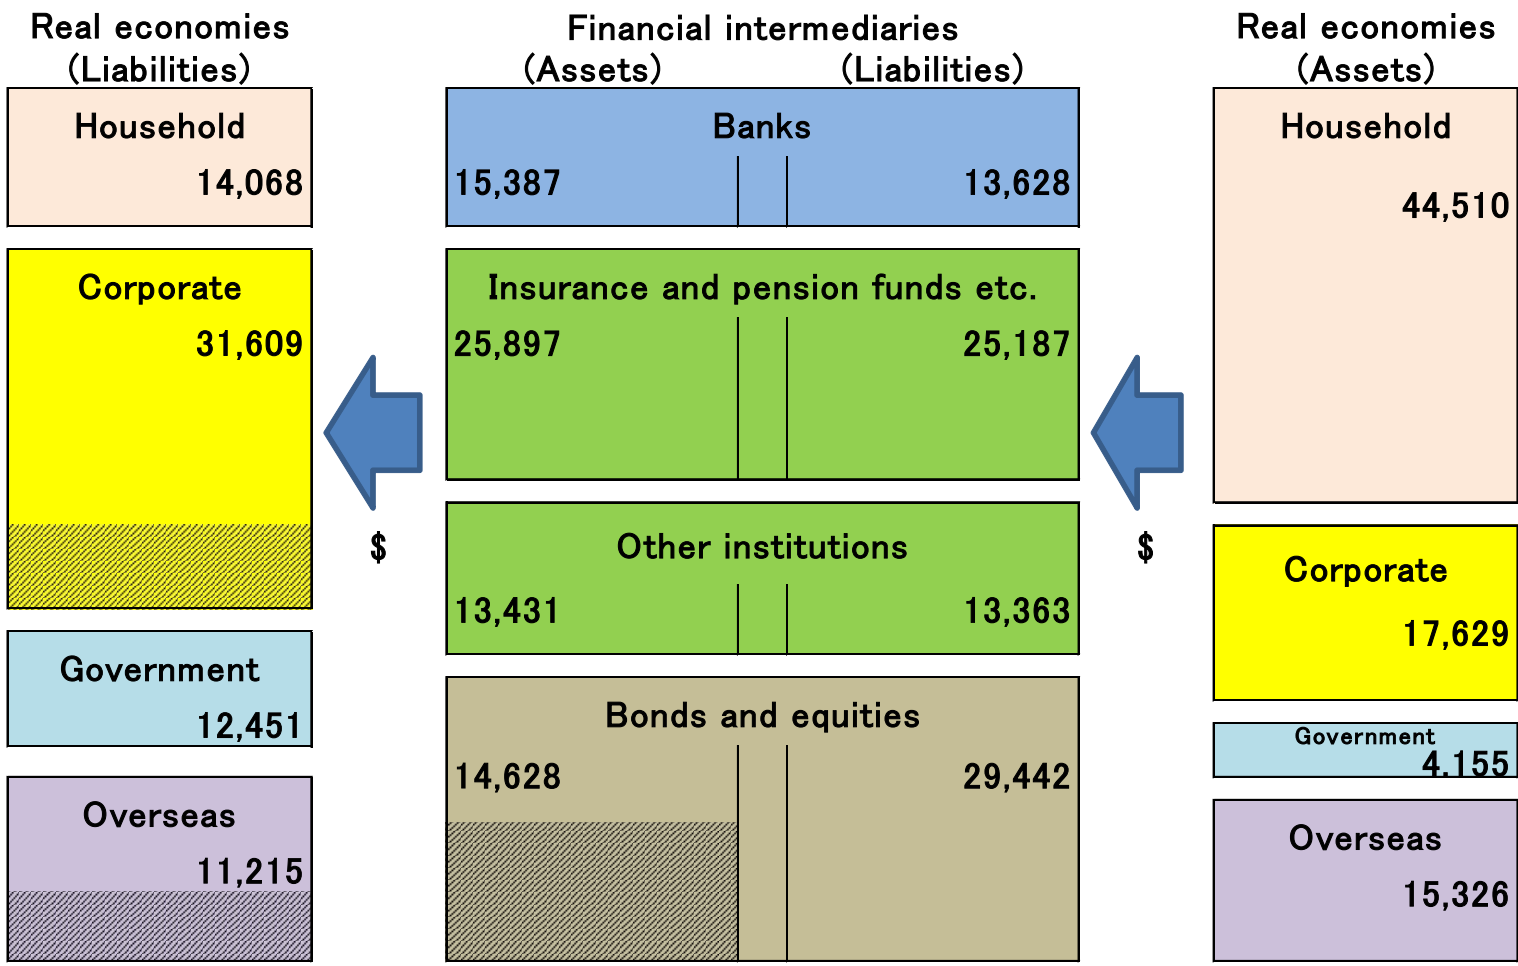 Real economies
(Liabilities)
Financial intermediaries
(Assets)
(Liabilities)
Real economies
(Assets)
Household
14,068
Corporate
31,609
Government
12,451
Overseas
11,215
$
Banks
15,387
13,628
Insurance and pension funds etc.
25,897
25,187
Other institutions
13,431
13,363
Bonds and equities
14,628
29,442
$
Household
44,510
Corporate
17,629
Government
4,155
Overseas
15,326